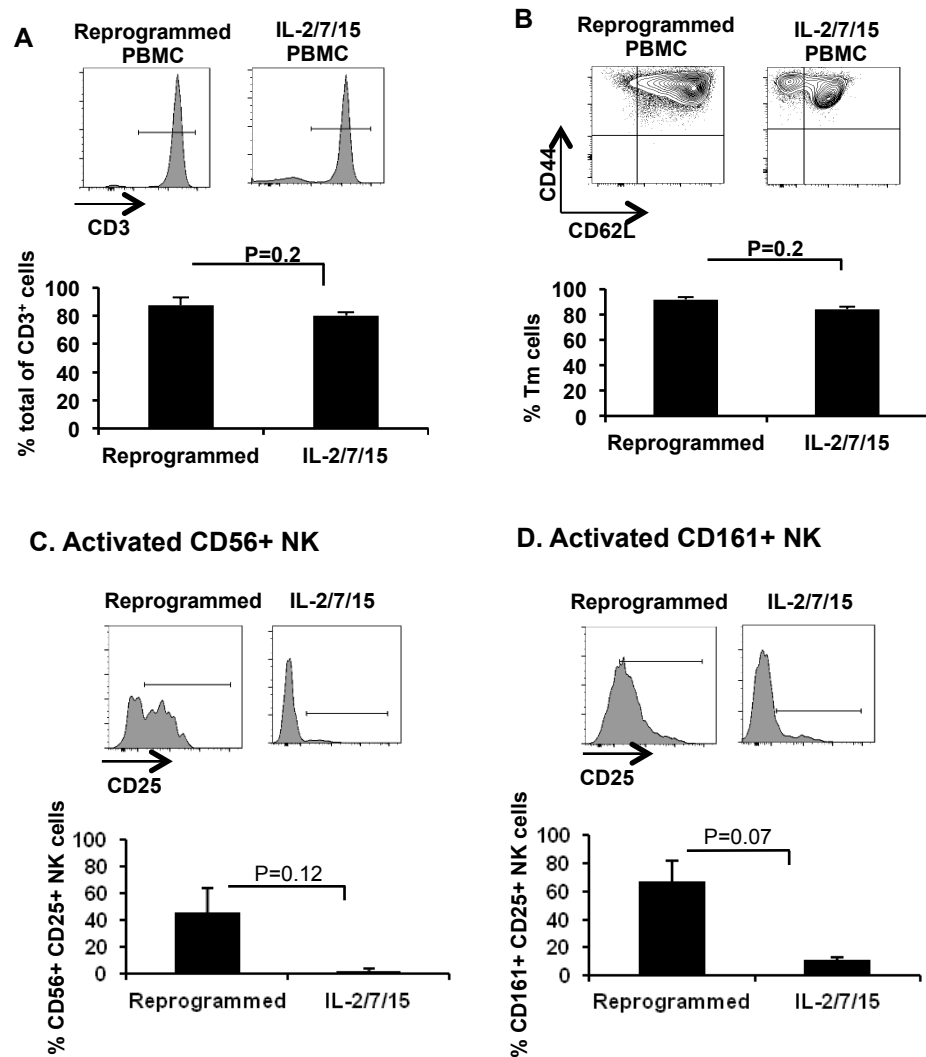 A
Reprogrammed
PBMC
IL-2/7/15
PBMC
CD3
P=0.2
% total of CD3⁺ cells
100
80
60
40
20
0
Reprogrammed
IL-2/7/15
B
Reprogrammed
PBMC
IL-2/7/15
PBMC
CD44
CD62L
P=0.2
% Tm cells
100
80
60
40
20
0
Reprogrammed
IL-2/7/15
C. Activated CD56+ NK
Reprogrammed
IL-2/7/15
CD25
P=0.12
% CD56+ CD25+ NK cells
100
80
60
40
20
0
Reprogrammed
IL-2/7/15
D. Activated CD161+ NK
Reprogrammed
IL-2/7/15
CD25
P=0.07
% CD161+ CD25+ NK cells
100
80
60
40
20
0
Reprogrammed
IL-2/7/15